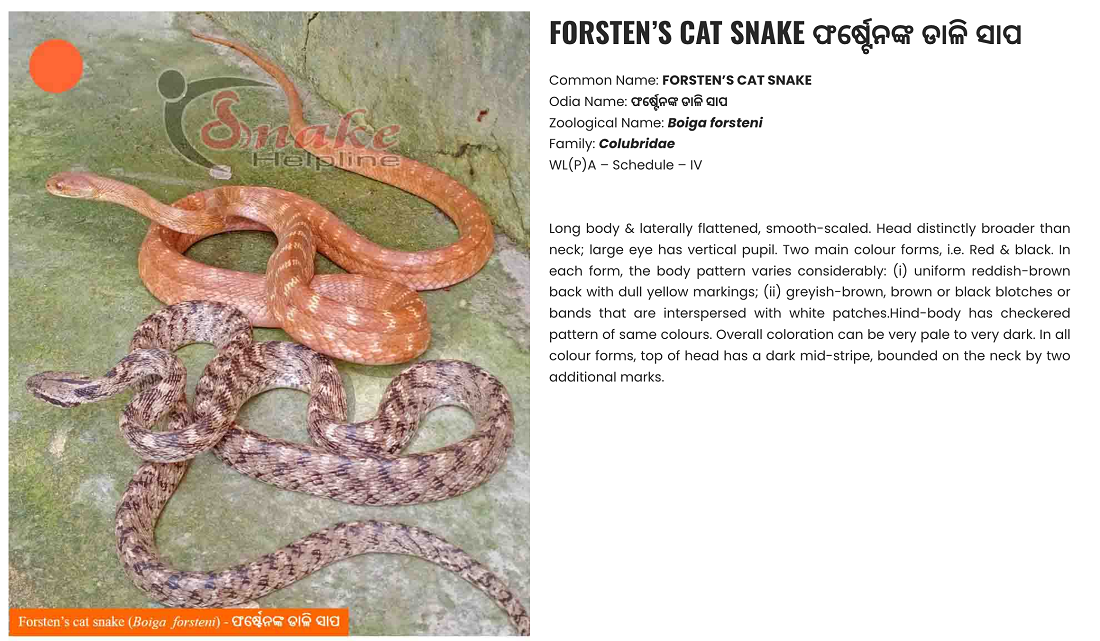 Snake
Helpline
Forsten's cat snake (Boiga forsteni) - ଫର୍ଷ୍ଟେନଙ୍କ ଡାଳି ସାପ
FORSTEN’S CAT SNAKE ଫର୍ଷ୍ଟେନଙ୍କ ଡାଳି ସାପ
Common Name: FORSTEN’S CAT SNAKE
Odia Name: ଫର୍ଷ୍ଟେନଙ୍କ ଡାଳି ସାପ
Zoological Name: Boiga forsteni
Family: Colubridae
WL(P)A – Schedule – IV
Long body & laterally flattened, smooth-scaled. Head distinctly broader than
neck; large eye has vertical pupil. Two main colour forms, i.e. Red & black. In
each form, the body pattern varies considerably: (i) uniform reddish-brown
back with dull yellow markings; (ii) greyish-brown, brown or black blotches or
bands that are interspersed with white patches.Hind-body has checkered
pattern of same colours. Overall coloration can be very pale to very dark. In all
colour forms, top of head has a dark mid-stripe, bounded on the neck by two
additional marks.